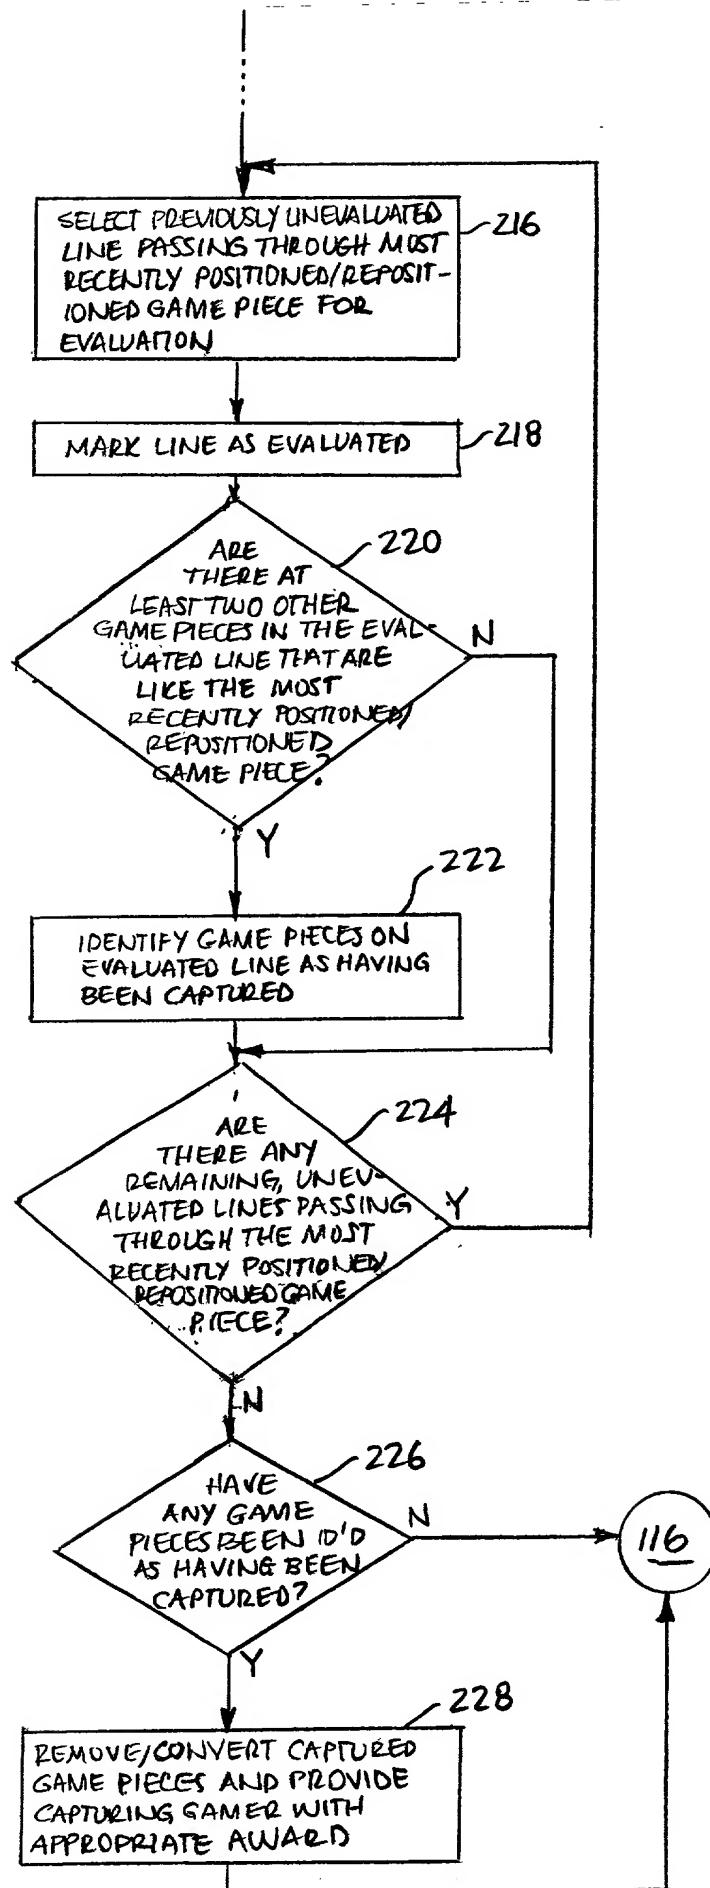 SELECT PREVIOUSLY UNEVALUATED
LINE PASSING THROUGH MOST
RECENTLY POSITIONED/REPOSIT-
IONED GAME PIECE FOR
EVALUATION
216
MARK LINE AS EVALUATED
218
220
ARE
THERE AT
LEAST TWO OTHER
GAME PIECES IN THE EVAL-
UATED LINE THAT ARE
LIKE THE MOST
RECENTLY POSITIONED/
REPOSITIONED
GAME PIECE?
N
Y
222
IDENTIFY GAME PIECES ON
EVALUATED LINE AS HAVING
BEEN CAPTURED
224
ARE
THERE ANY
REMAINING, UNEV-
ALUATED LINES PASSING
THROUGH THE MOST
RECENTLY POSITIONED/
REPOSITIONED GAME
PIECE?
Y
N
226
HAVE
ANY GAME
PIECES BEEN ID'D
AS HAVING BEEN
CAPTURED?
N
116
Y
228
REMOVE/CONVERT CAPTURED
GAME PIECES AND PROVIDE
CAPTURING GAMER WITH
APPROPRIATE AWARD